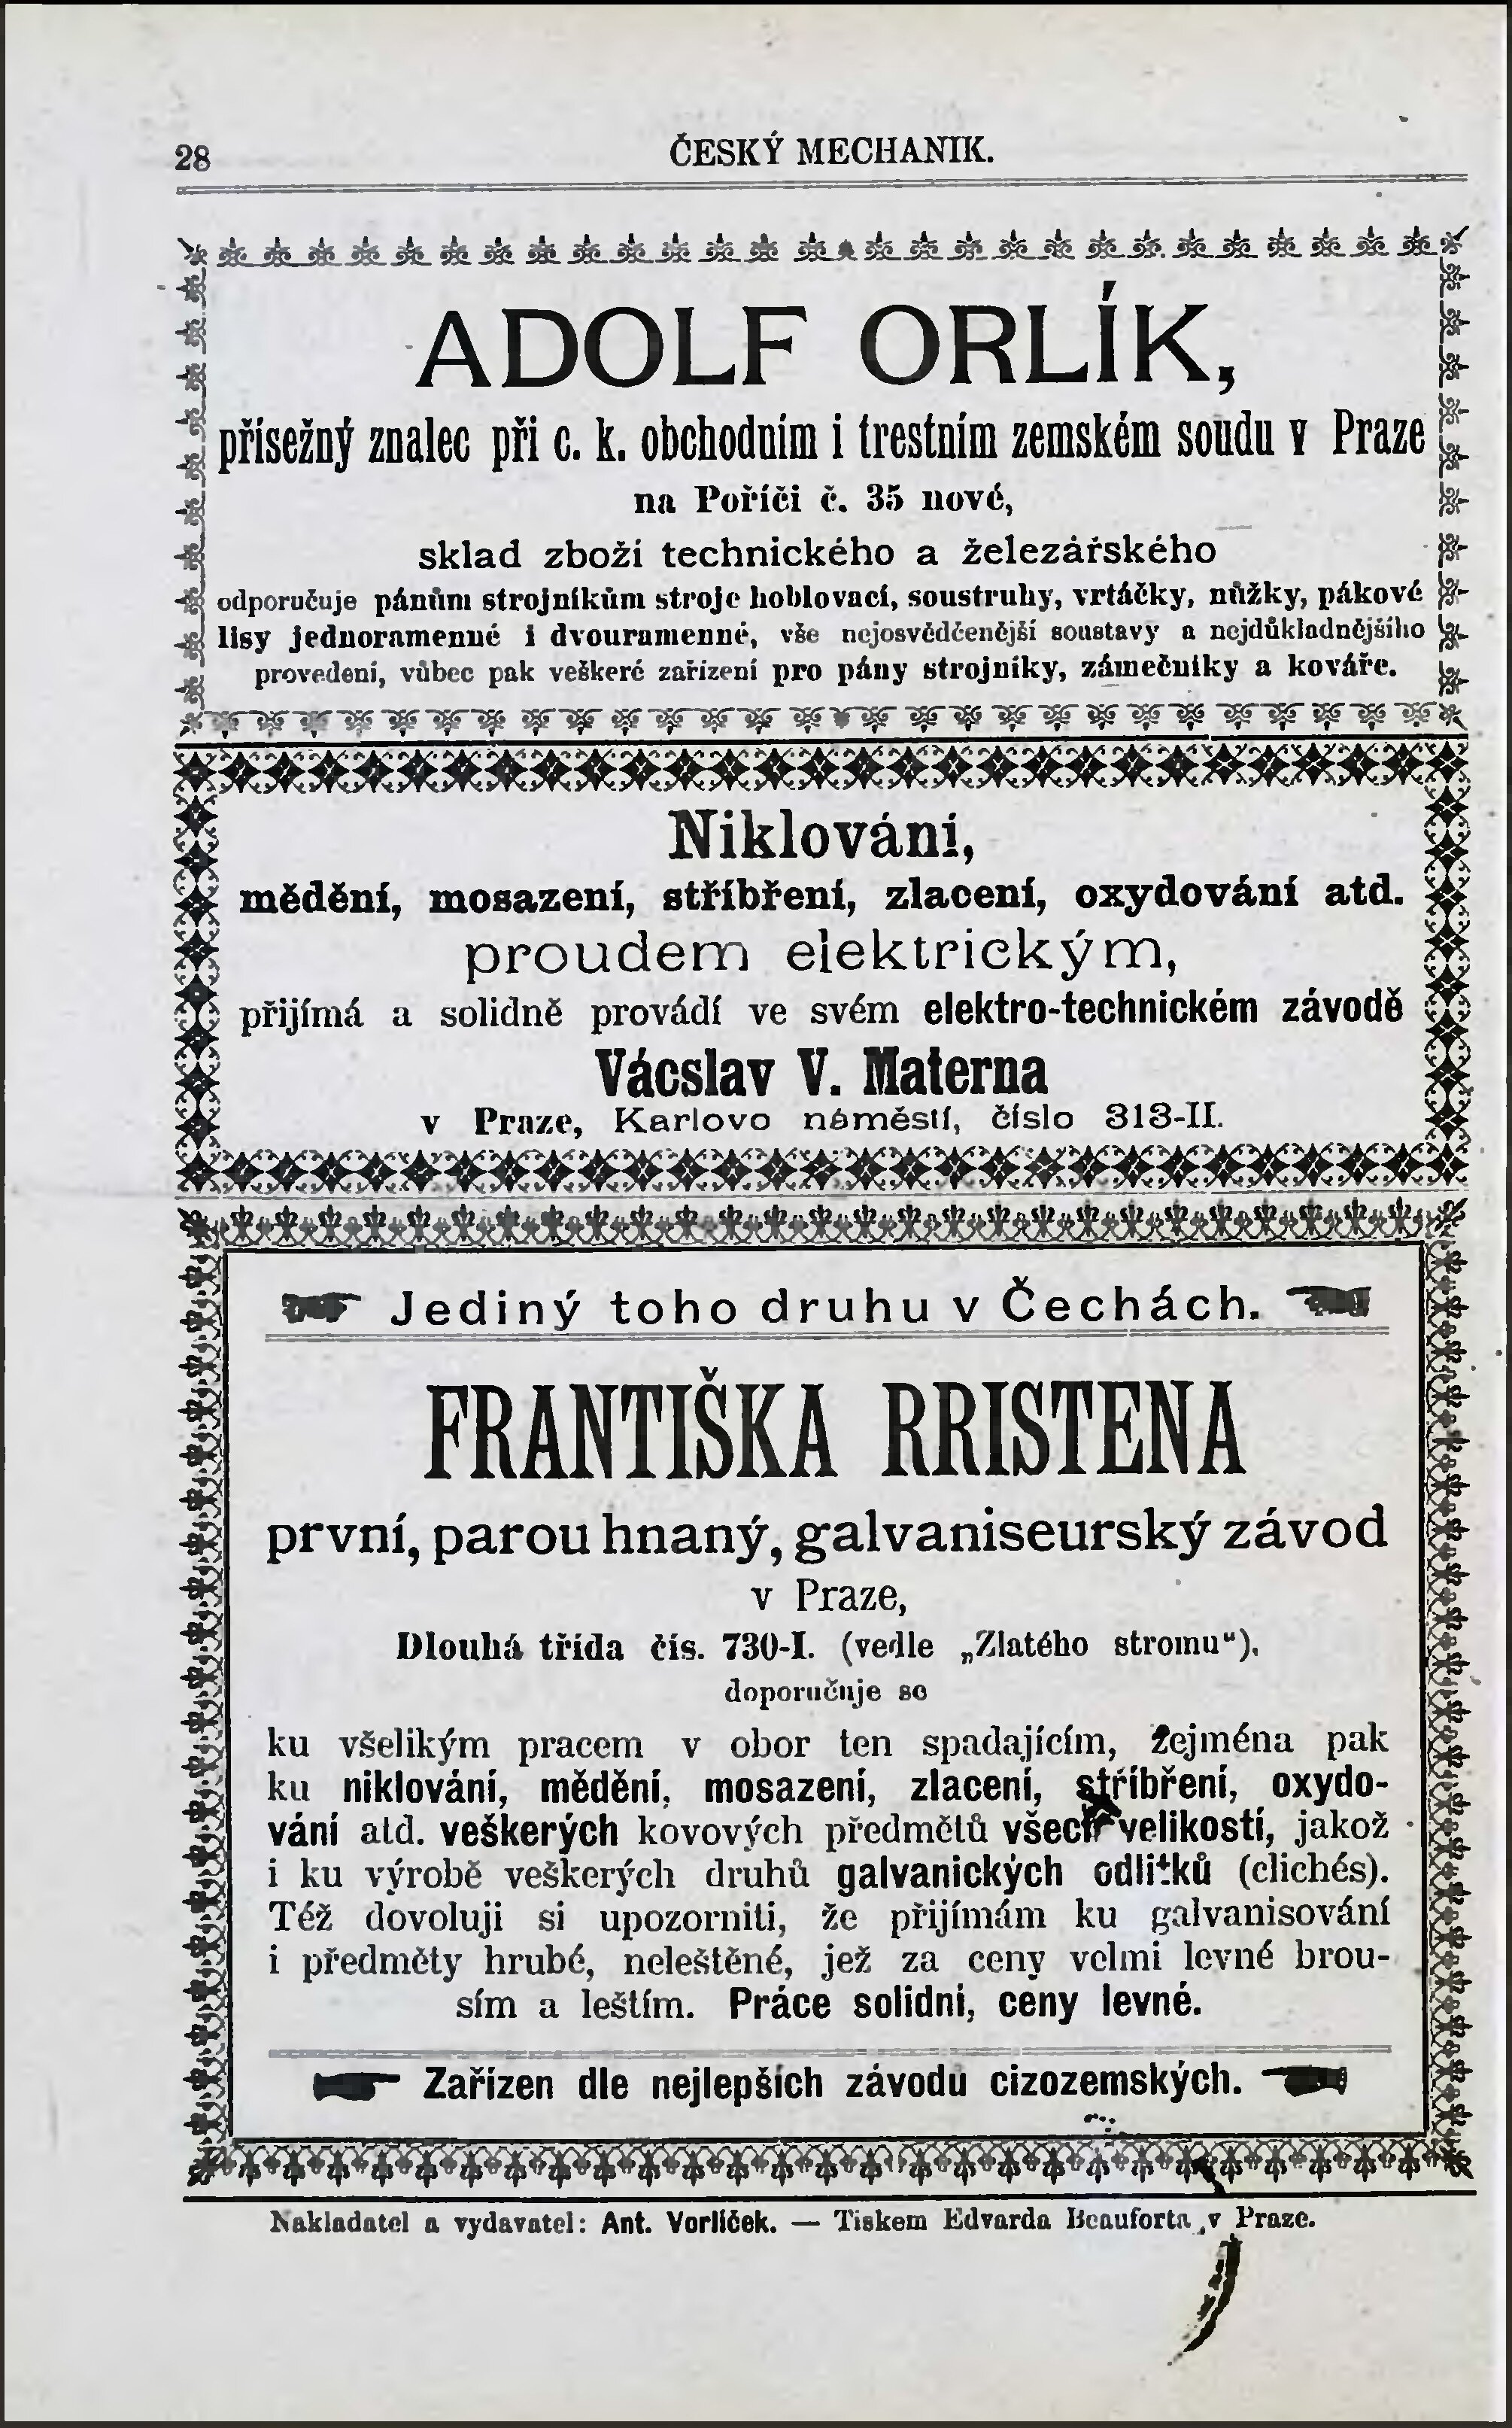 28
ČESKÝ MECHANIK.
ADOLF ORLÍK,
přísežný znalec při c. k. obchodním i trestním zemském soudu v Praze
na Poříčí č. 35 nové,
sklad zboží technického a železářského
odporučuje pánům strojníkům stroje hoblovací, soustruhy, vrtáčky, nůžky, pákové
lisy jednoramenné i dvouramenné, vše nejosvědčenější soustavy a nejdůkladnějšího
provedení, vůbec pak veškeré zařízení pro pány strojníky, zámečníky a kováře.
Niklování,
mědění, mosazení, stříbření, zlacení, oxydování atd.
proudem elektrickým,
přijímá a solidně provádí ve svém elektro-technickém závodě
Vácslav V. Materna
v Praze, Karlovo náměstí, číslo 313-II.
Jediný toho druhu v Čechách.
FRANTIŠKA RRISTENA
první, parou hnaný, galvaniseurský závod
v Praze,
Dlouhá třída čís. 730-I. (vedle „Zlatého stromu“),
doporučuje se
ku všelikým pracem v obor ten spadajícím, zejména pak
ku niklování, mědění, mosazení, zlacení, stříbření, oxydo-
vání atd. veškerých kovových předmětů všech velikostí, jakož
i ku výrobě veškerých druhů galvanických odlitků (clichés).
Též dovoluji si upozorniti, že přijímám ku galvanisování
i předměty hrubé, neleštěné, jež za ceny velmi levné brou-
sím a leštím. Práce solidni, ceny levné.
Zařízen dle nejlepších závodů cizozemských.
Nakladatel a vydavatel: Ant. Vorlíček. — Tiskem Edvarda Beauforta v Praze.